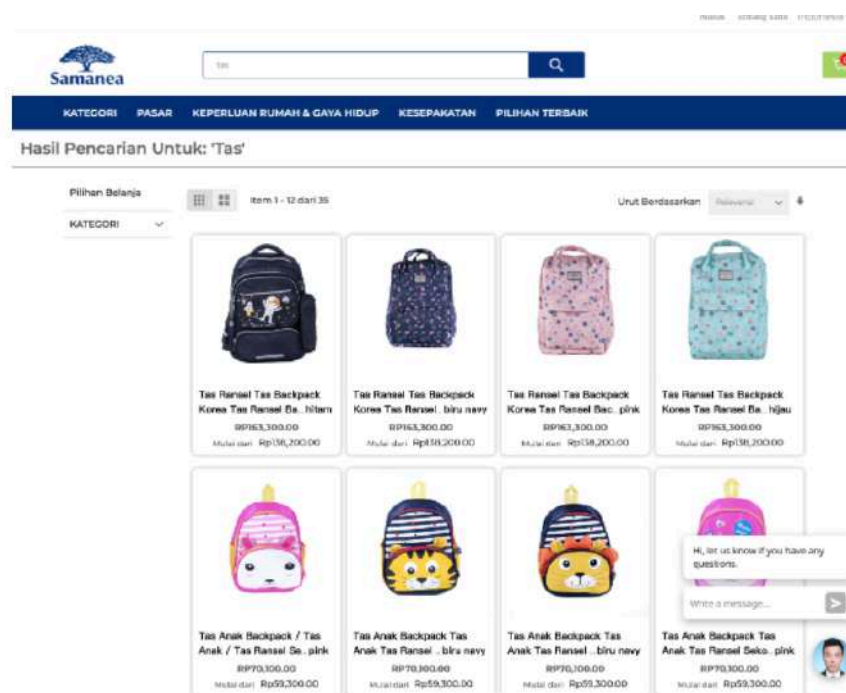 Samanea
tas
KATEGORI PASAR KEPERLUAN RUMAH & GAYA HIDUP KESEPAKATAN PILIHAN TERBAIK
Hasil Pencarian Untuk: 'Tas'
Pilihan Belanja
Item 1 - 12 dari 35
Urut Berdasarkan Relevansi
KATEGORI
Tas Ransel Tas Backpack
Korea Tas Ransel Ba...hitam
RP163,300.00
Mulai dari Rp138,200.00
Tas Ransel Tas Backpack
Korea Tas Ransel...biru navy
RP163,300.00
Mulai dari Rp138,200.00
Tas Ransel Tas Backpack
Korea Tas Ransel Bac...pink
RP163,300.00
Mulai dari Rp138,200.00
Tas Ransel Tas Backpack
Korea Tas Ransel Ba...hijau
RP163,300.00
Mulai dari Rp138,200.00
Tas Anak Backpack / Tas
Anak / Tas Ransel Se...pink
RP70,100.00
Mulai dari Rp59,300.00
Tas Anak Backpack Tas
Anak Tas Ransel ...biru navy
RP70,100.00
Mulai dari Rp59,300.00
Tas Anak Backpack Tas
Anak Tas Ransel ...biru navy
RP70,100.00
Mulai dari Rp59,300.00
Tas Anak Backpack Tas
Anak Tas Ransel Seko...pink
RP70,100.00
Mulai dari Rp59,300.00
Hi, let us know if you have any
questions.
Write a message...